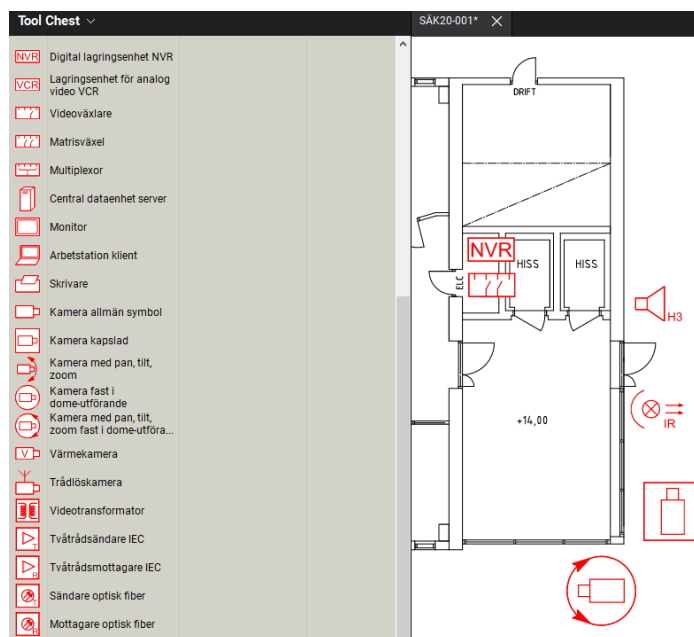 Tool Chest
SÄK20-001*
NVR Digital lagringsenhet NVR
VCR Lagringsenhet för analog
video VCR
Videoväxlare
Matrisväxel
Multiplexor
Central dataenhet server
Monitor
Arbetstation klient
Skrivare
Kamera allmän symbol
Kamera kapslad
Kamera med pan, tilt,
zoom
Kamera fast i
dome-utförande
Kamera med pan, tilt,
zoom fast i dome-utföra...
V Värmekamera
Trådlöskamera
Videotransformator
T Tvåtrådsändare IEC
R Tvåtrådsmottagare IEC
T Sändare optisk fiber
R Mottagare optisk fiber
DRIFT
NVR
ELC
HISS
HISS
H3
IR
+14,00